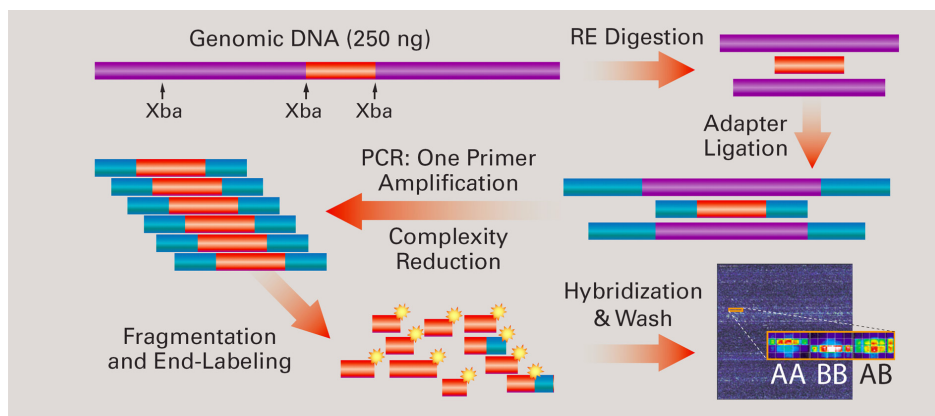 Genomic DNA (250 ng)
RE Digestion
Xba
Xba
Xba
Adapter
Ligation
PCR: One Primer
Amplification
Complexity
Reduction
Fragmentation
and End-Labeling
Hybridization
& Wash
AA BB AB